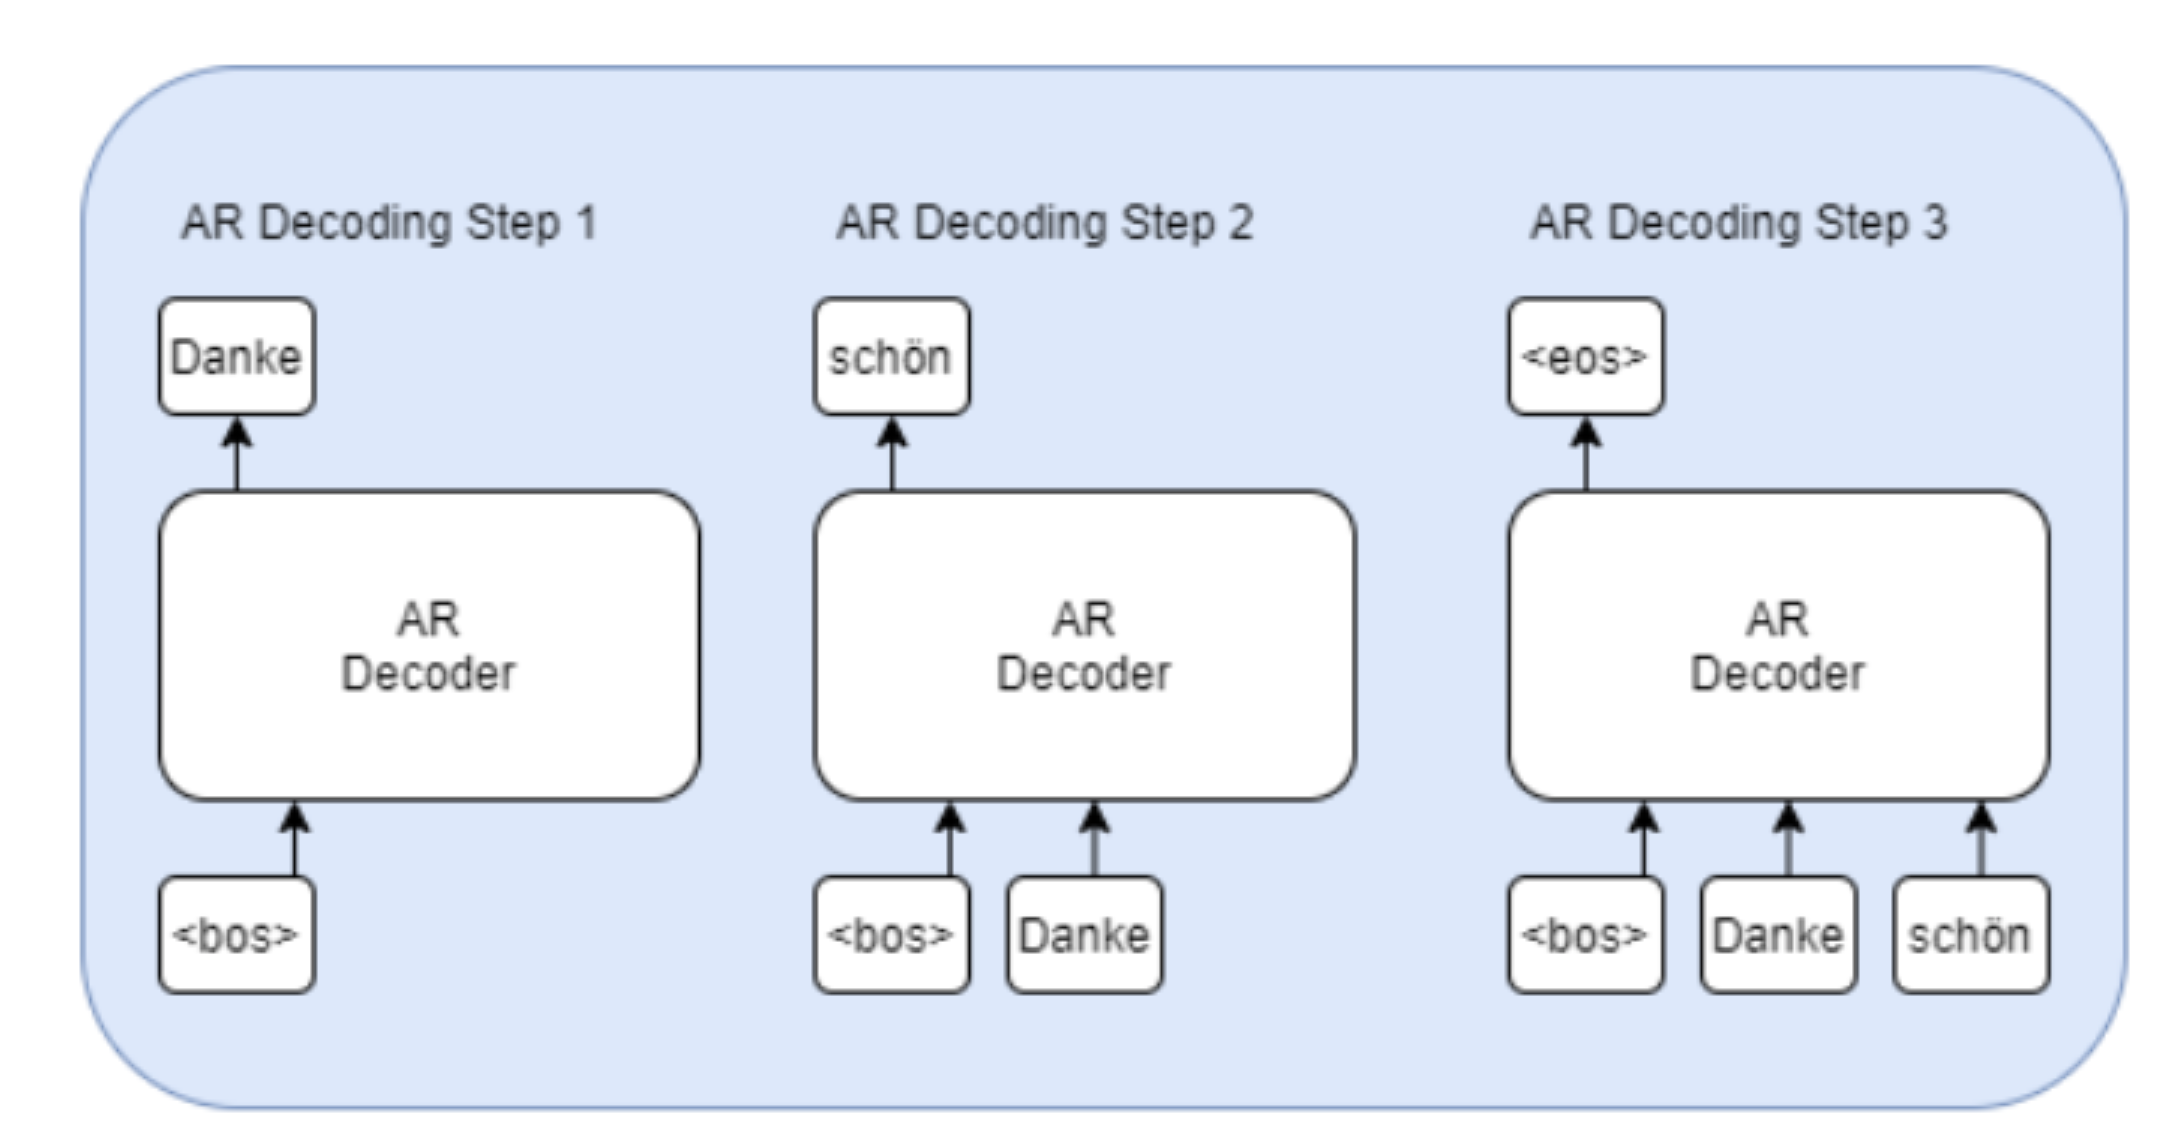 AR Decoding Step 1
Danke
AR
Decoder
<bos>
AR Decoding Step 2
schön
AR
Decoder
<bos> Danke
AR Decoding Step 3
<eos>
AR
Decoder
<bos> Danke schön